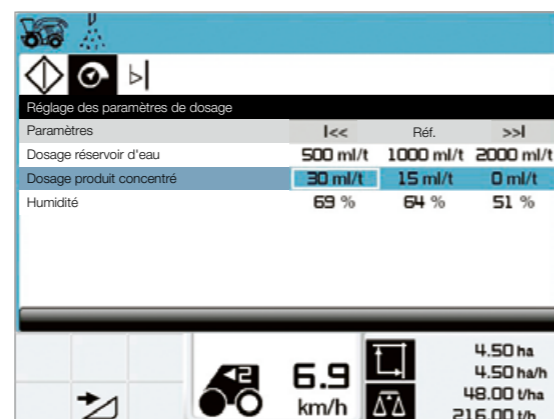 Réglage des paramètres de dosage
Paramètres |<< Réf. >>|
Dosage réservoir d'eau 500 ml/t 1000 ml/t 2000 ml/t
Dosage produit concentré 30 ml/t 15 ml/t 0 ml/t
Humidité 69 % 64 % 51 %
2
6.9
km/h
4.50 ha
4.50 ha/h
48.00 t/ha
216.00 t/h